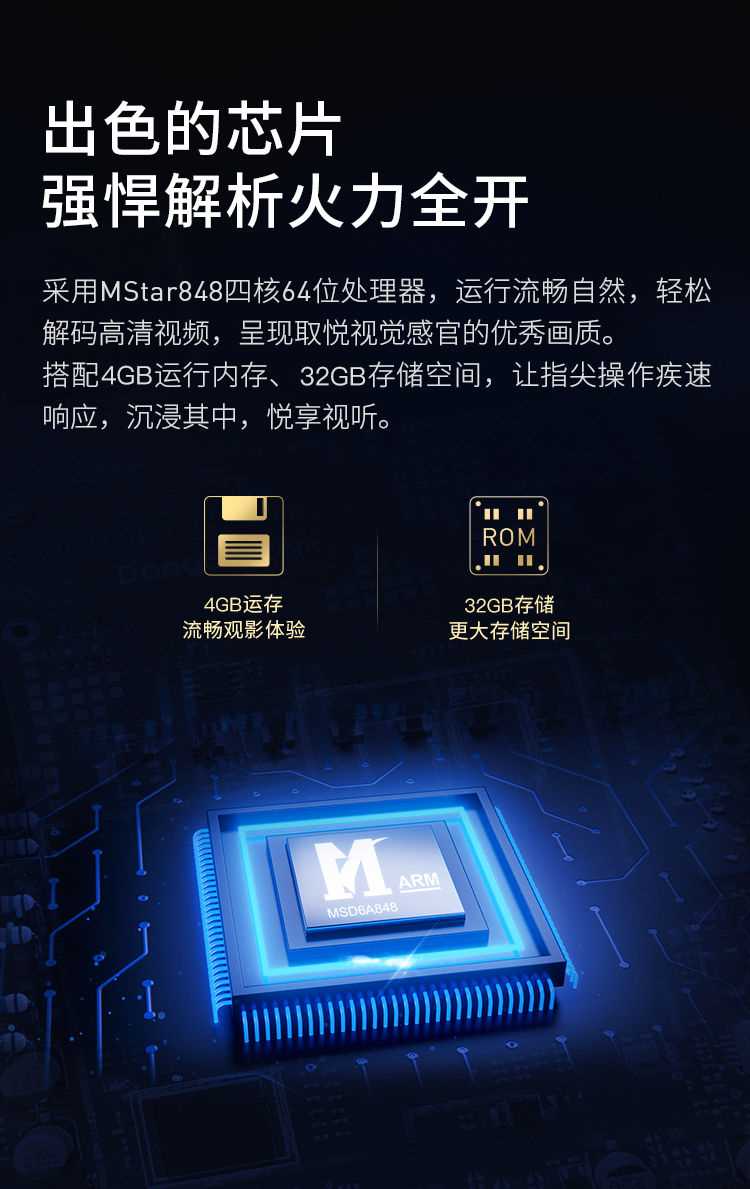 出色的芯片
强悍解析火力全开
采用MStar848四核64位处理器，运行流畅自然，轻松
解码高清视频，呈现取悦视觉感官的优秀画质。
搭配4GB运行内存、32GB存储空间，让指尖操作疾速
响应，沉浸其中，悦享视听。
ROM
4GB运存
流畅观影体验
32GB存储
更大存储空间
M
ARM
MSD6A848